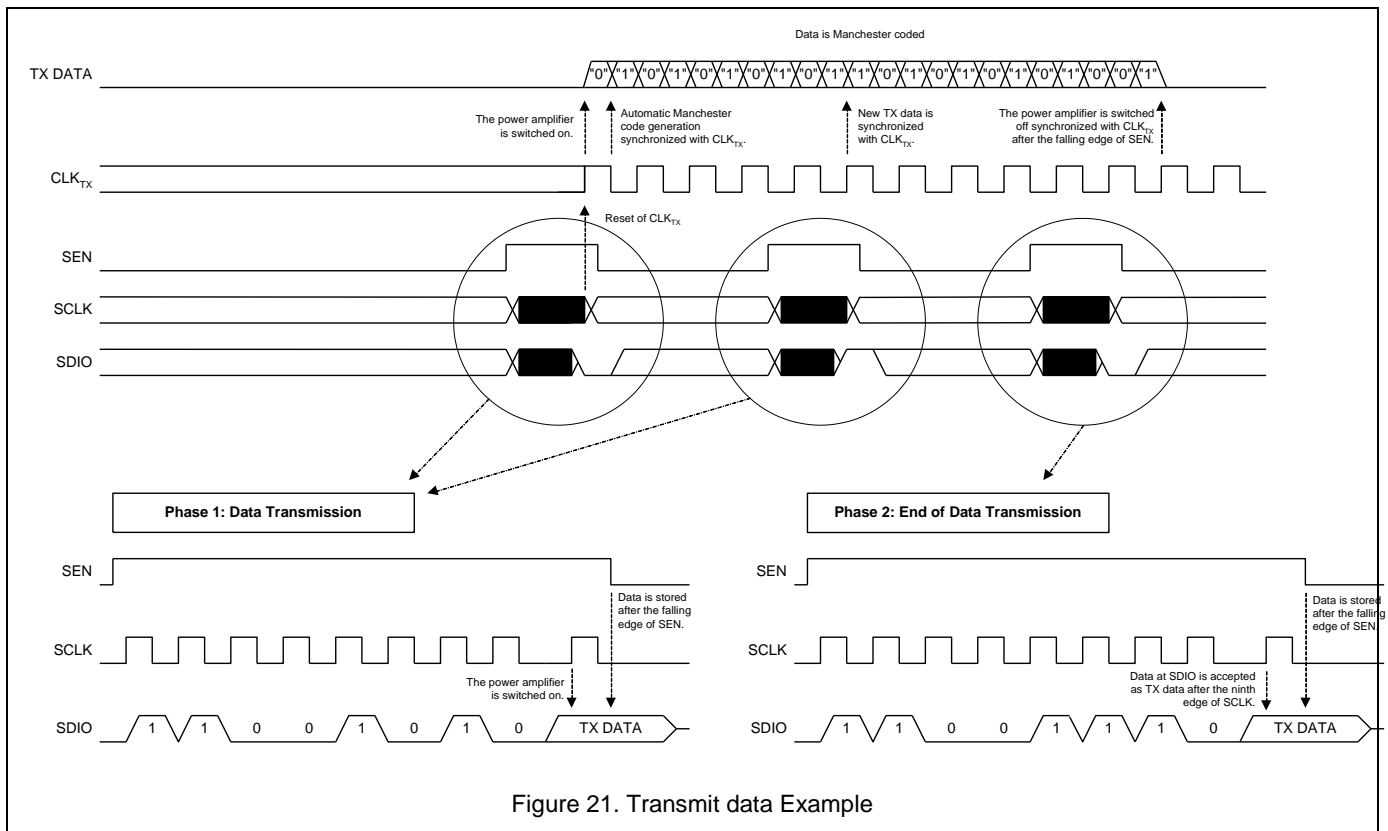 Data is Manchester coded
TX DATA
"0" "1" "0" "1" "0" "1" "0" "1" "0" "1" "1" "0" "1" "0" "1" "0" "1" "0" "1" "0" "0" "1"
The power amplifier
is switched on.
Automatic Manchester
code generation
synchronized with CLKTX.
New TX data is
synchronized
with CLKTX.
The power amplifier is switched
off synchronized with CLKTX
after the falling edge of SEN.
CLKTX
Reset of CLKTX
SEN
SCLK
SDIO
Phase 1: Data Transmission
Phase 2: End of Data Transmission
SEN
Data is stored
after the falling
edge of SEN.
SCLK
The power amplifier
is switched on.
SDIO
1 1 0 0 1 0 1 0 TX DATA
SEN
Data is stored
after the falling
edge of SEN.
SCLK
Data at SDIO is accepted
as TX data after the ninth
edge of SCLK.
SDIO
1 1 0 0 1 1 1 0 TX DATA
Figure 21. Transmit data Example